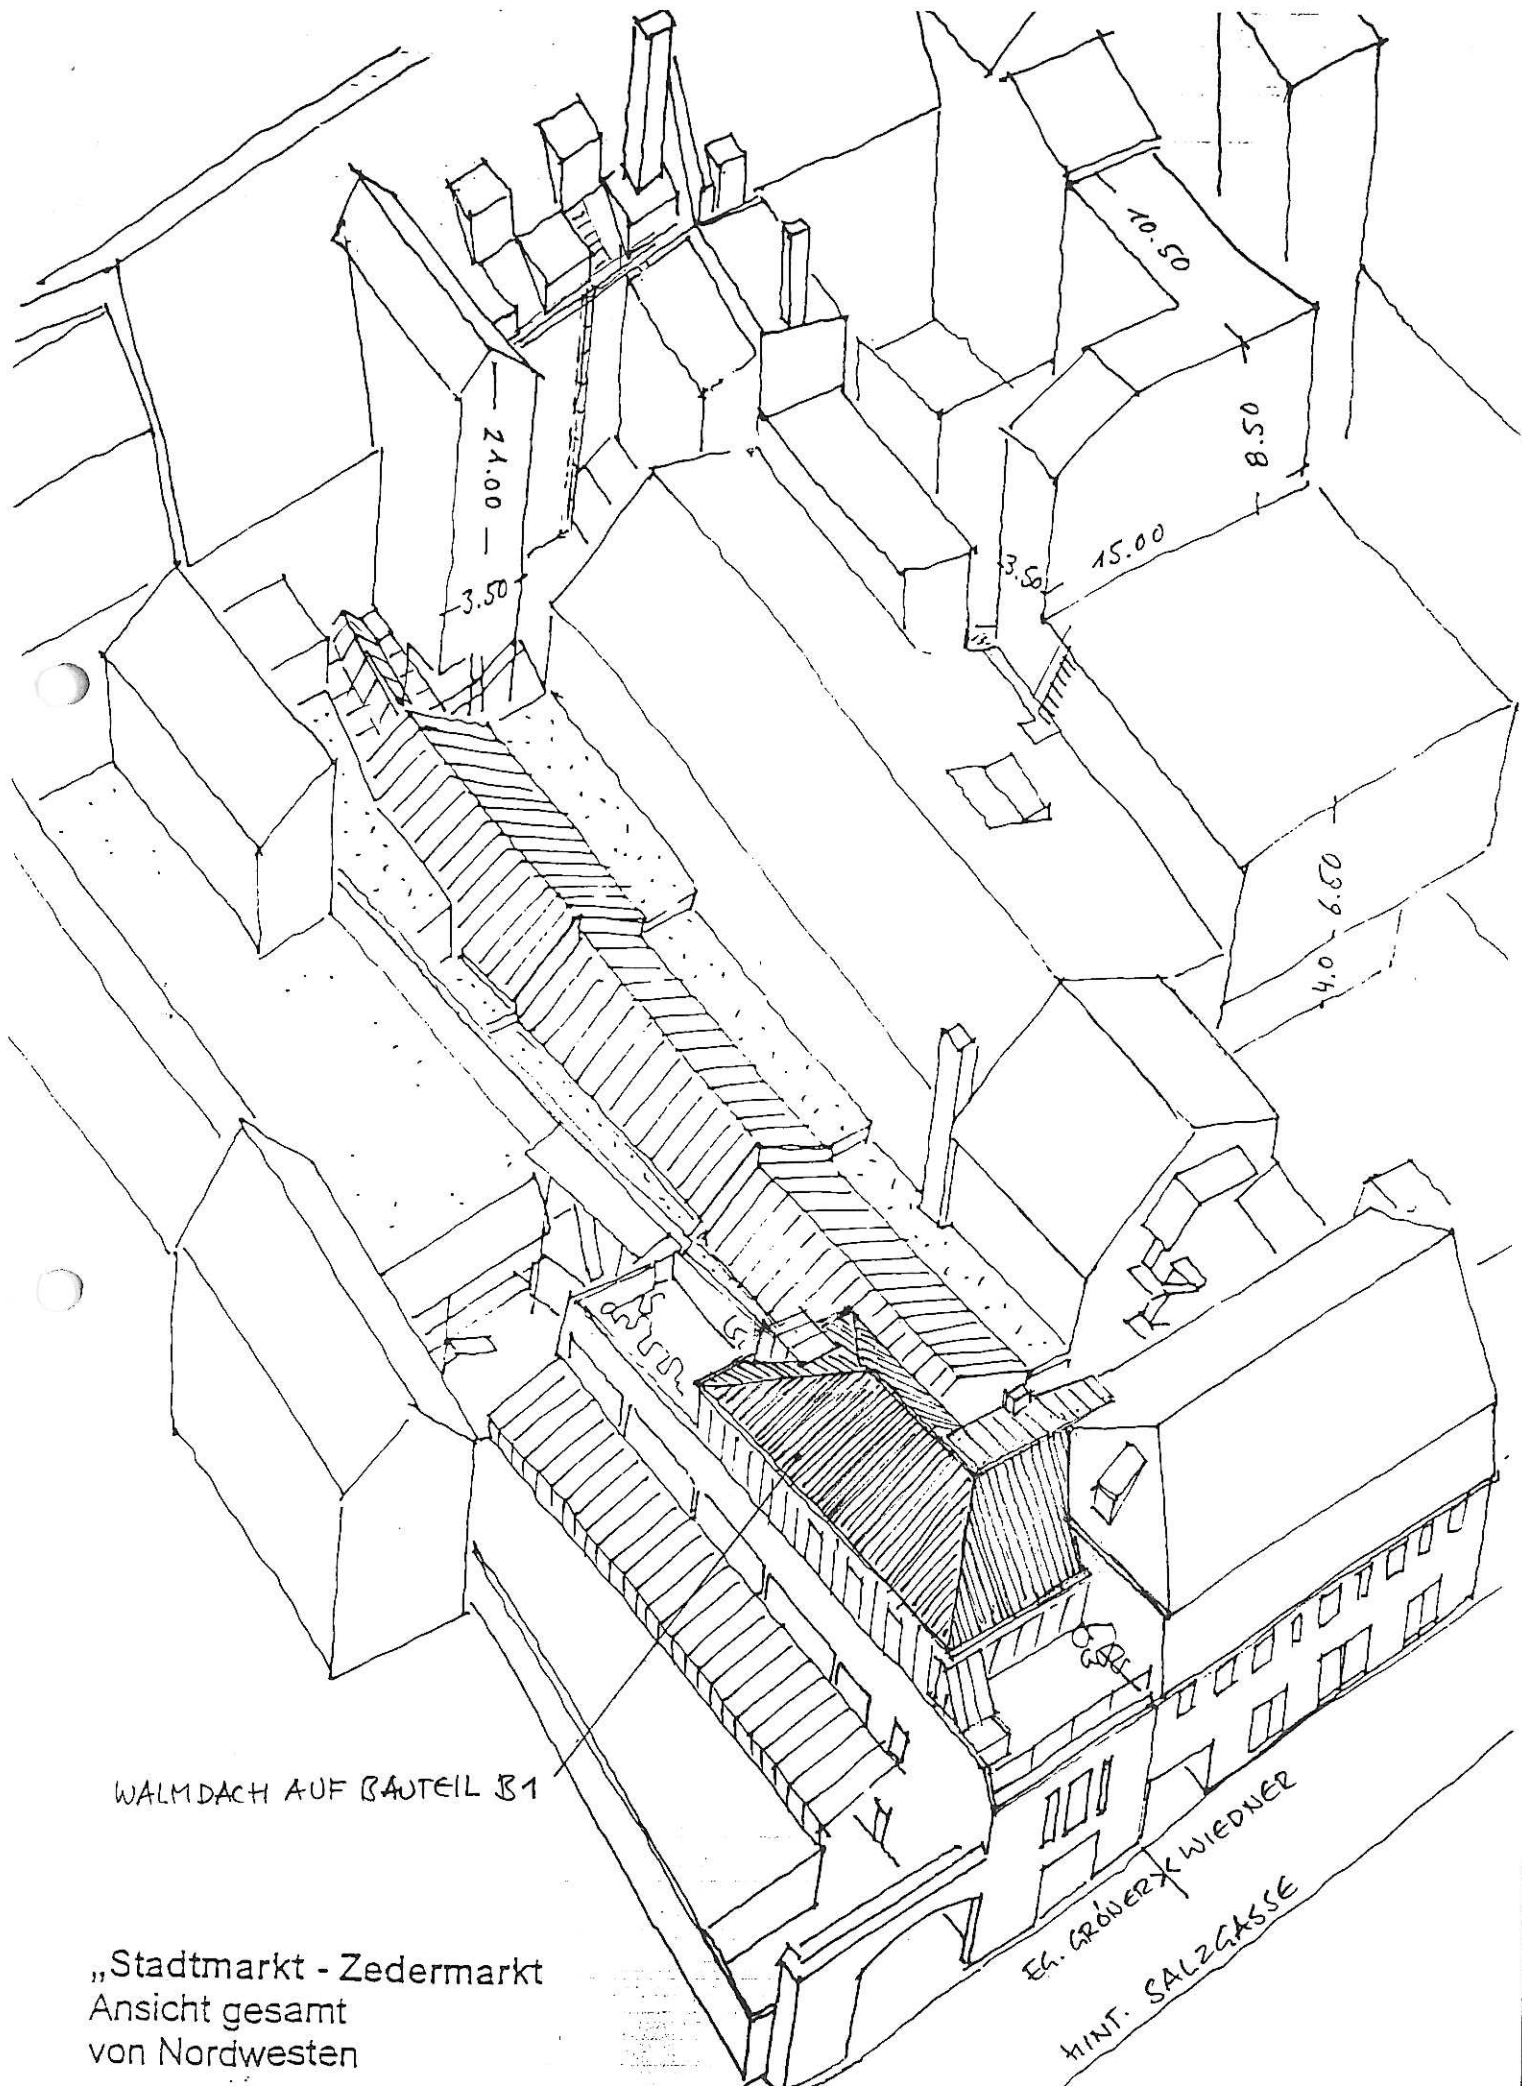 10.50
8.50
21.00
15.00
3.50
3.50
4.0 6.60
WALMDACH AUF BAUTEIL B1
EG. GRÖNER WIEDNER
HINT. SALZGASSE
„Stadtmarkt - Zedermarkt
Ansicht gesamt
von Nordwesten